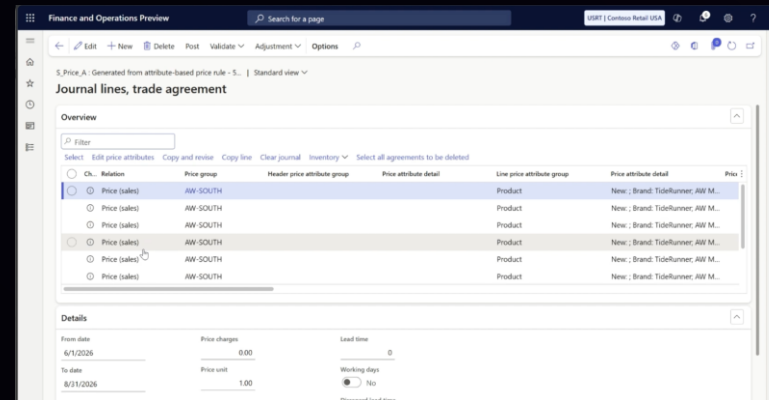 Finance and Operations Preview
Search for a page
USRT | Contoso Retail USA
Edit New Delete Post Validate Adjustment Options
S_Price_A : Generated from attribute-based price rule - S... | Standard view
Journal lines, trade agreement
Overview
Filter
Select Edit price attributes Copy and revise Copy line Clear journal Inventory Select all agreements to be deleted
Ch... Relation Price group Header price attribute group Price attribute detail Line price attribute group Price attribute detail
Price (sales) AW-SOUTH Product New: ; Brand: TideRunner; AW M...
Price (sales) AW-SOUTH Product New: ; Brand: TideRunner; AW M...
Price (sales) AW-SOUTH Product New: ; Brand: TideRunner; AW M...
Price (sales) AW-SOUTH Product New: ; Brand: TideRunner; AW M...
Price (sales) AW-SOUTH Product New: ; Brand: TideRunner; AW M...
Price (sales) AW-SOUTH Product New: ; Brand: TideRunner; AW M...
Details
From date Price charges Lead time
6/1/2026 0.00 0
To date Price unit Working days
8/31/2026 1.00 No